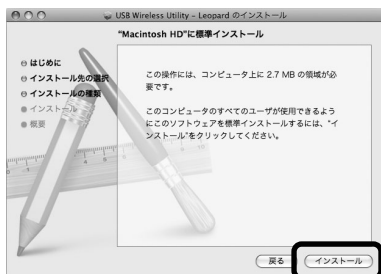 USB Wireless Utility – Leopard のインストール
"Macintosh HD"に標準インストール
はじめに
インストール先の選択
インストールの種類
インストール
概要
この操作には、コンピュータ上に 2.7 MB の領域が必
要です。
このコンピュータのすべてのユーザが使用できるよう
にこのソフトウェアを標準インストールするには、"イ
ンストール"をクリックしてください。
戻る
インストール